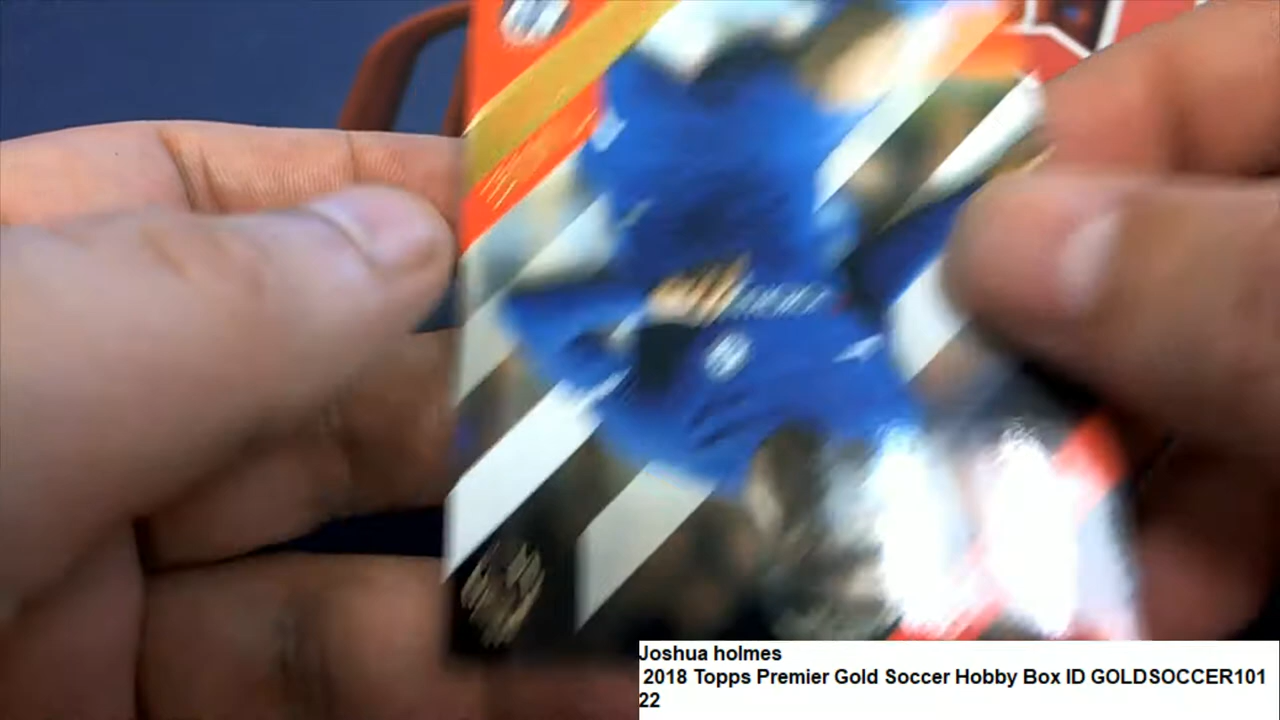 Joshua holmes
2018 Topps Premier Gold Soccer Hobby Box ID GOLDSOCCER101
22